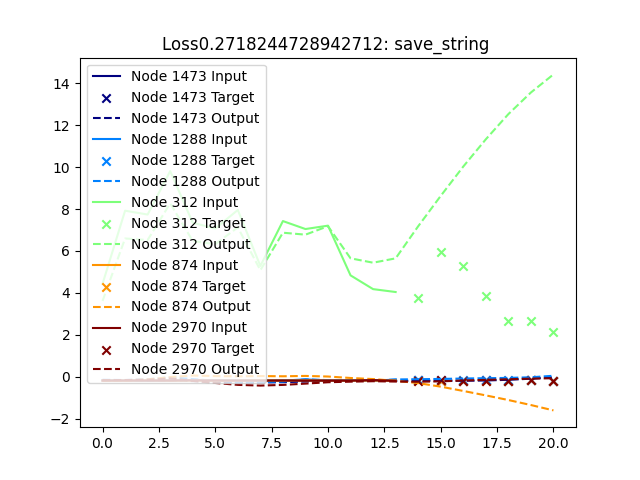 Loss0.2718244728942712: save_string
14
12
10
8
6
4
2
0
−2
Node 1473 Input
Node 1473 Target
Node 1473 Output
Node 1288 Input
Node 1288 Target
Node 1288 Output
Node 312 Input
Node 312 Target
Node 312 Output
Node 874 Input
Node 874 Target
Node 874 Output
Node 2970 Input
Node 2970 Target
Node 2970 Output
0.0 2.5 5.0 7.5 10.0 12.5 15.0 17.5 20.0